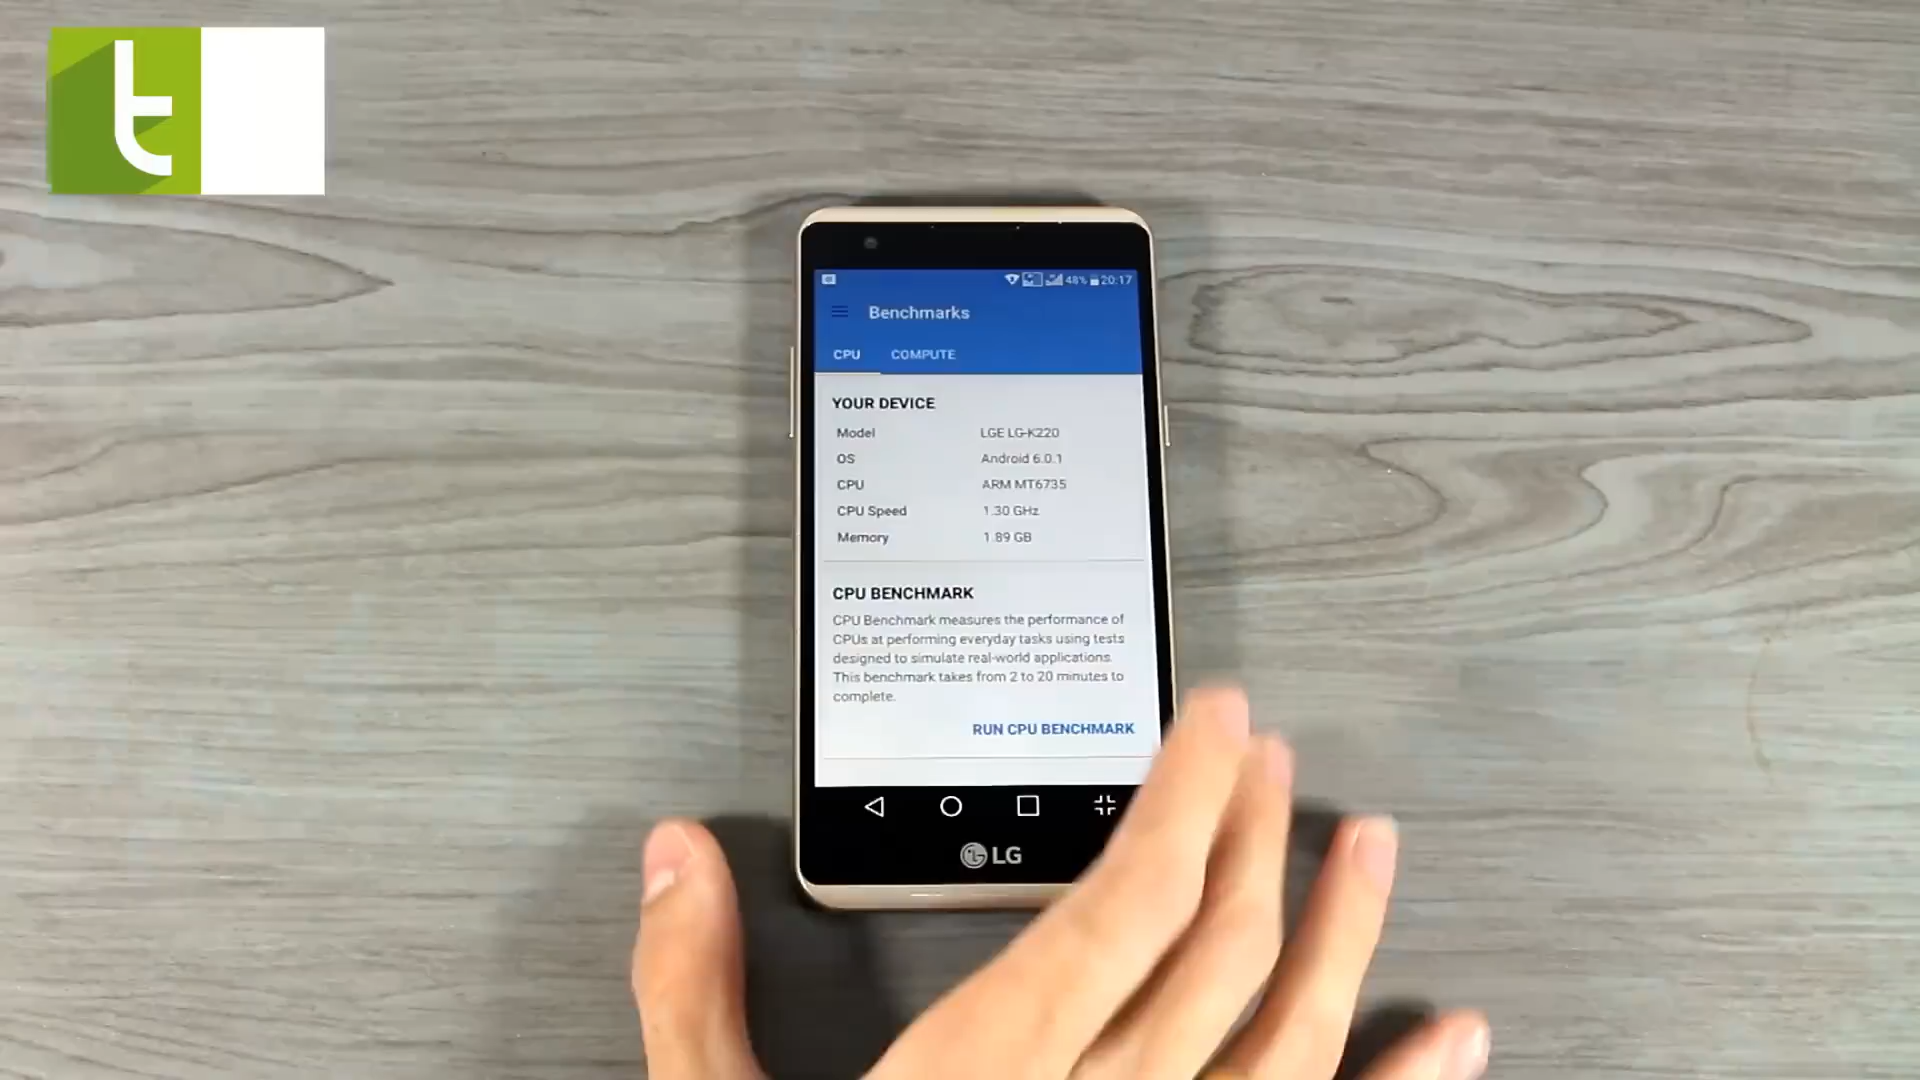 t
48% 20:17
Benchmarks
CPU COMPUTE
YOUR DEVICE
Model LGE LG-K220
OS Android 6.0.1
CPU ARM MT6735
CPU Speed 1.30 GHz
Memory 1.89 GB
CPU BENCHMARK
CPU Benchmark measures the performance of
CPUs at performing everyday tasks using tests
designed to simulate real-world applications.
This benchmark takes from 2 to 20 minutes to
complete.
RUN CPU BENCHMARK
LG